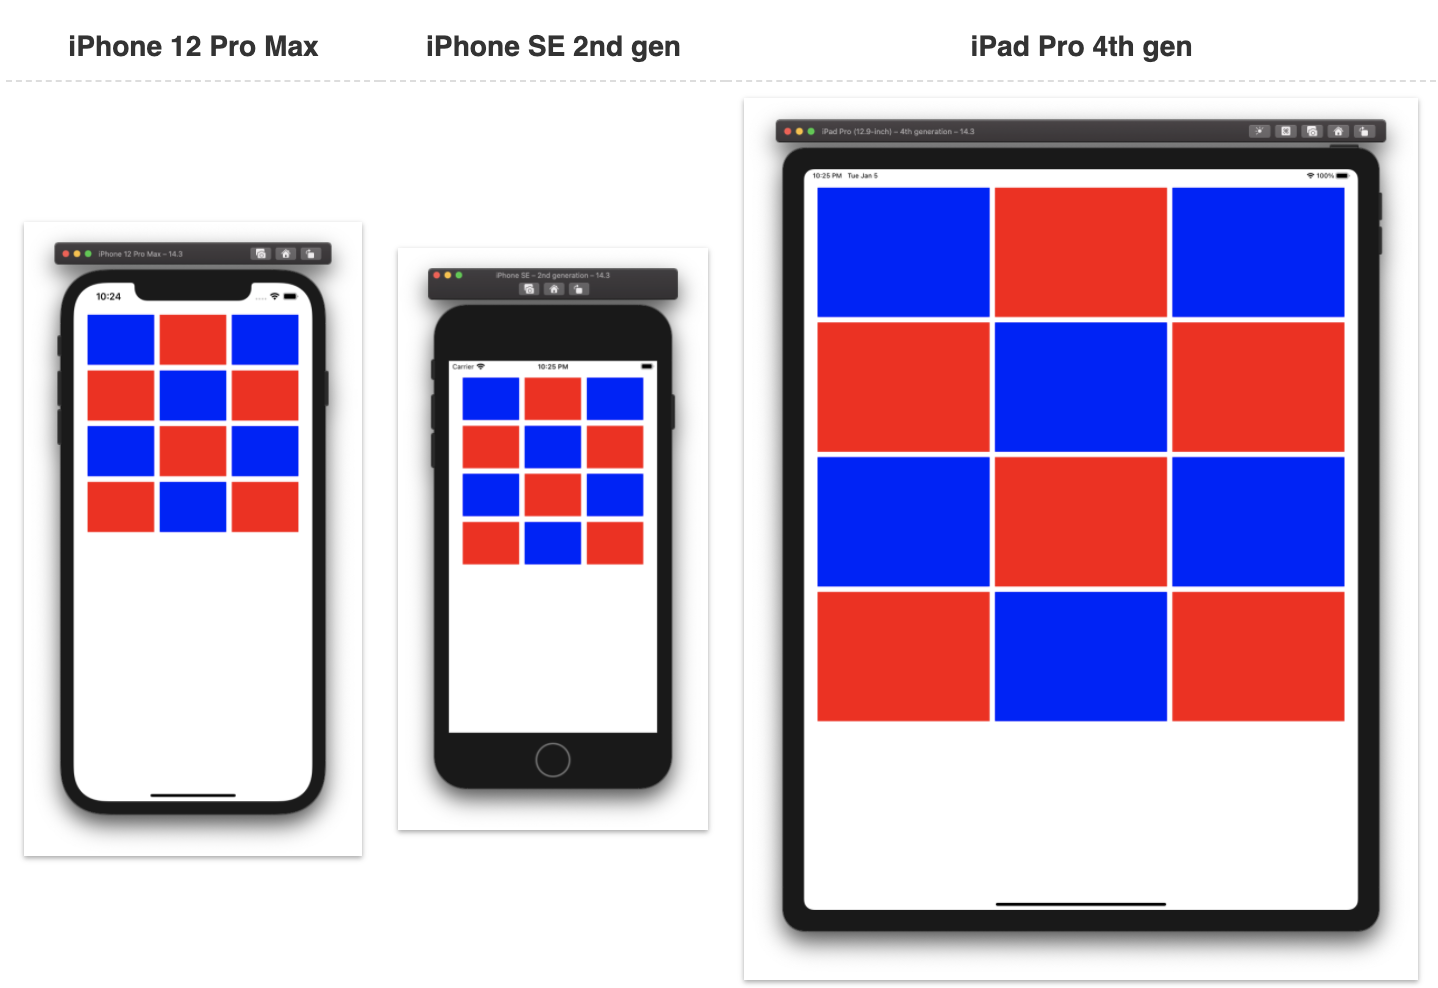 iPhone 12 Pro Max
iPhone SE 2nd gen
iPad Pro 4th gen
iPhone 12 Pro Max – 14.3
10:24
iPhone SE – 2nd generation – 14.3
Carrier
10:25 PM
iPad Pro (12.9-inch) – 4th generation – 14.3
10:25 PM Tue Jan 5
100%